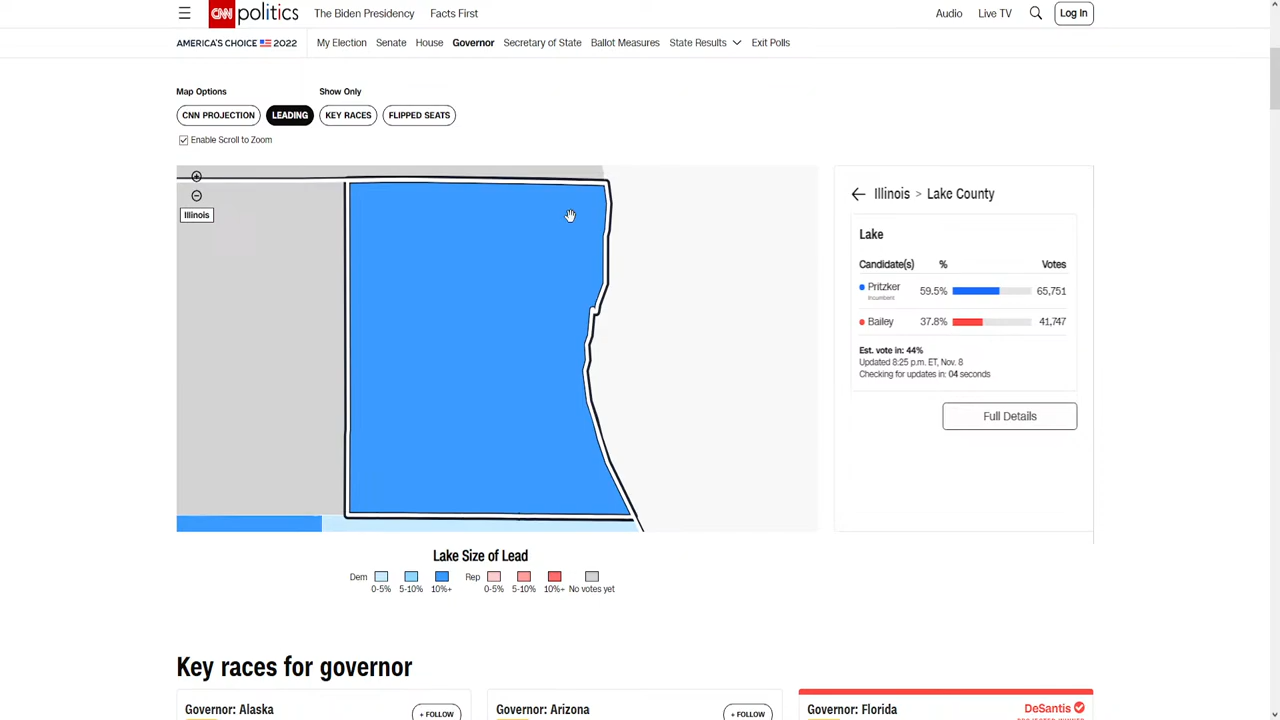 CNN politics The Biden Presidency Facts First Audio Live TV Log In
AMERICA'S CHOICE 2022 My Election Senate House Governor Secretary of State Ballot Measures State Results Exit Polls
Map Options Show Only
CNN PROJECTION LEADING KEY RACES FLIPPED SEATS
Enable Scroll to Zoom
Illinois
Illinois > Lake County
Lake
Candidate(s) % Votes
Pritzker 59.5% 65,751
Incumbent
Bailey 37.8% 41,747
Est. vote in: 44%
Updated 8:25 p.m. ET, Nov. 8
Checking for updates in: 04 seconds
Full Details
Lake Size of Lead
Dem Rep
0-5% 5-10% 10%+ 0-5% 5-10% 10%+ No votes yet
Key races for governor
Governor: Alaska + FOLLOW
Governor: Arizona + FOLLOW
Governor: Florida DeSantis
PROJECTED WINNER